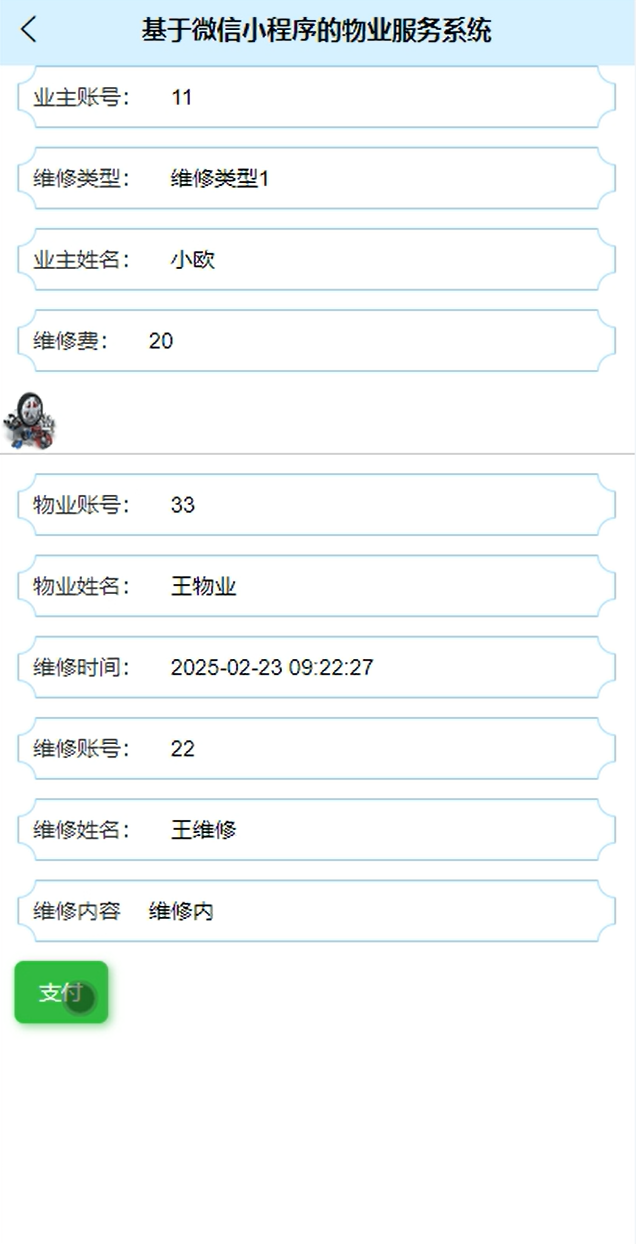 基于微信小程序的物业服务系统
业主账号： 11
维修类型： 维修类型1
业主姓名： 小欧
维修费： 20
物业账号： 33
物业姓名： 王物业
维修时间： 2025-02-23 09:22:27
维修账号： 22
维修姓名： 王维修
维修内容 维修内
支付